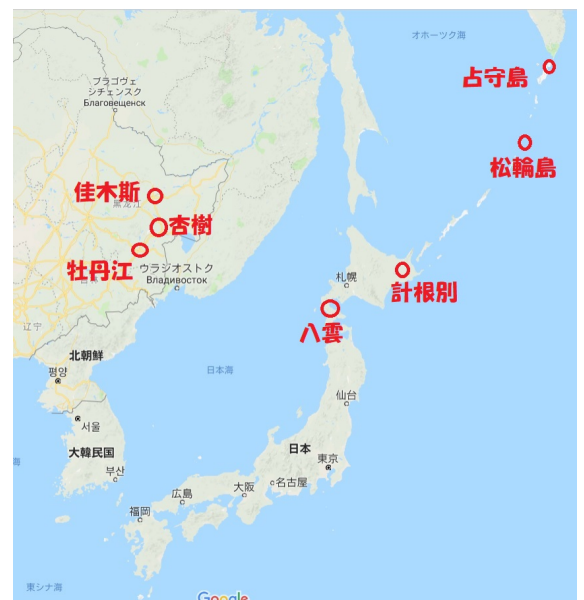 オホーツク海
占守島
ブラゴヴェ
シチェンスク
Благовещенск
松輪島
佳木斯
黑龙江
杏樹
牡丹江
ウラジオストク
Владивосток
吉林
札幌
計根別
八雲
辽宁
北朝鮮
평양
日本海
仙台
서울
大韓民国
日本
東京
부산
大阪
名古屋
広島
福岡
海
東シナ海
Google